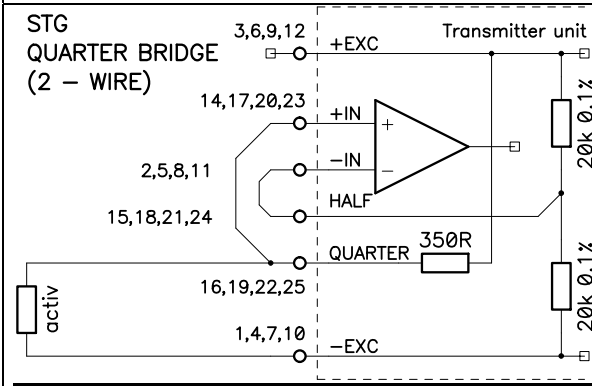 STG
QUARTER BRIDGE
(2 - WIRE)
3,6,9,12
+EXC
Transmitter unit
14,17,20,23
+IN
+
20k 0.1%
2,5,8,11
-IN
-
HALF
15,18,21,24
QUARTER
350R
16,19,22,25
activ
20k 0.1%
1,4,7,10
-EXC